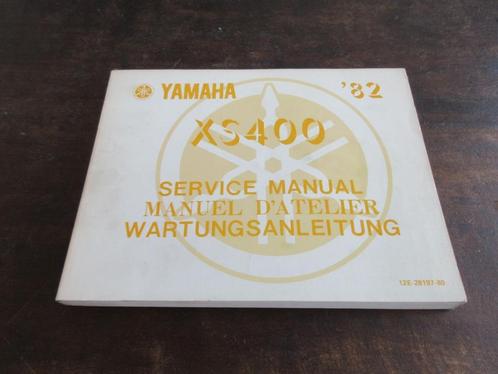 YAMAHA '82
XS400
SERVICE MANUAL
MANUEL D'ATELIER
WARTUNGSANLEITUNG
12E-28197-80